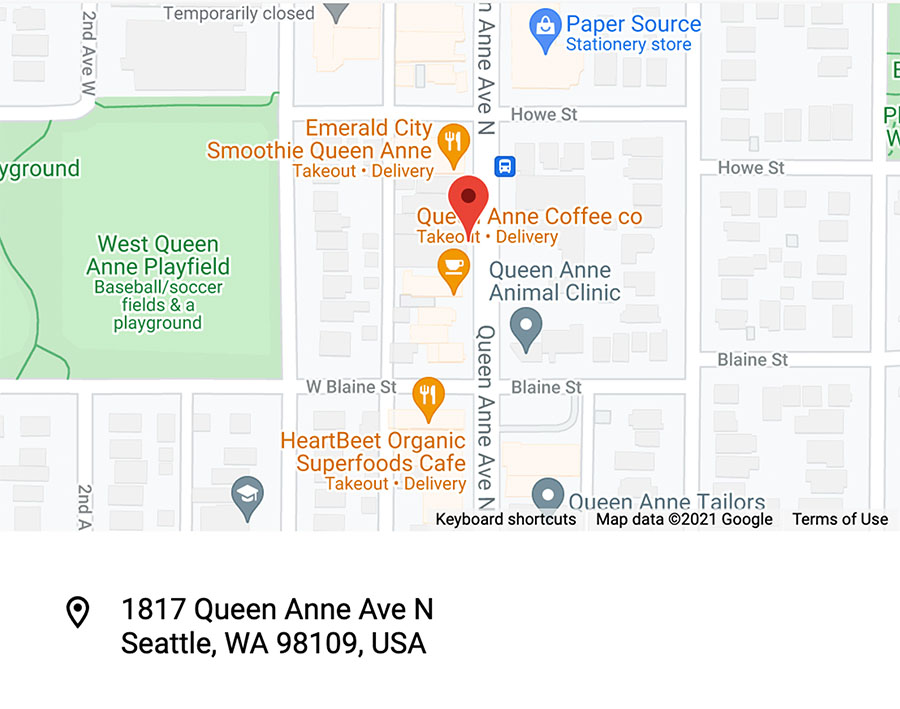 Temporarily closed
2nd Ave W
n Anne Ave N
Paper Source
Stationery store
Howe St
Emerald City
Smoothie Queen Anne
Takeout • Delivery
Howe St
yground
Queen Anne Coffee co
Takeout • Delivery
West Queen
Anne Playfield
Baseball/soccer
fields & a
playground
Queen Anne
Animal Clinic
Queen Anne Ave N
Blaine St
W Blaine St
Blaine St
HeartBeet Organic
Superfoods Cafe
Takeout • Delivery
2nd A
Queen Anne Tailors
Keyboard shortcuts Map data ©2021 Google Terms of Use
1817 Queen Anne Ave N
Seattle, WA 98109, USA